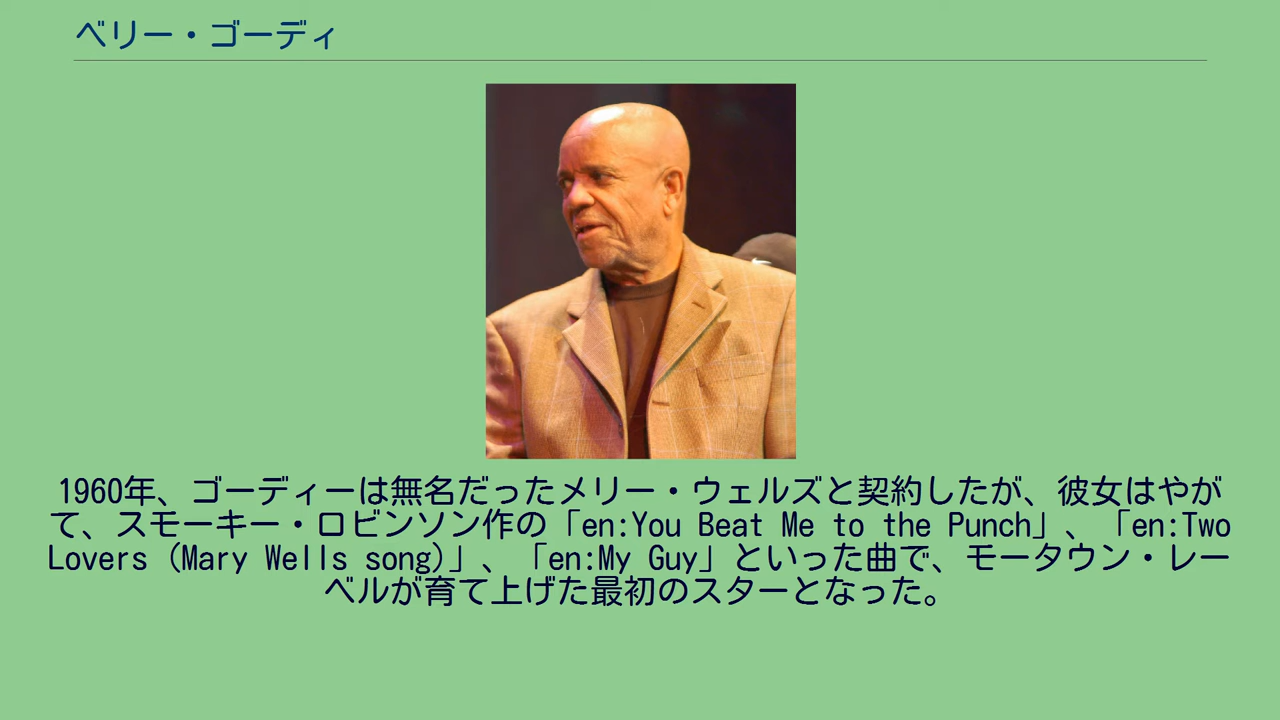 ベリー・ゴーディ
1960年、ゴーディーは無名だったメリー・ウェルズと契約したが、彼女はやが
て、スモーキー・ロビンソン作の「en:You Beat Me to the Punch」、「en:Two
Lovers (Mary Wells song)」、「en:My Guy」といった曲で、モータウン・レー
ベルが育て上げた最初のスターとなった。